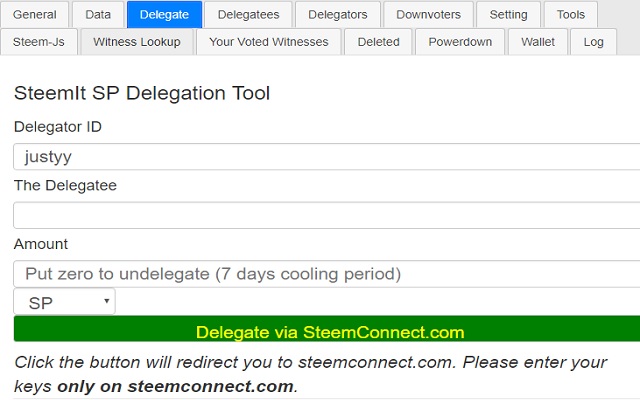 General Data Delegate Delegatees Delegators Downvoters Setting Tools
Steem-Js Witness Lookup Your Voted Witnesses Deleted Powerdown Wallet Log
SteemIt SP Delegation Tool
Delegator ID
justyy
The Delegatee
Amount
Put zero to undelegate (7 days cooling period)
SP
Delegate via SteemConnect.com
Click the button will redirect you to steemconnect.com. Please enter your
keys only on steemconnect.com.